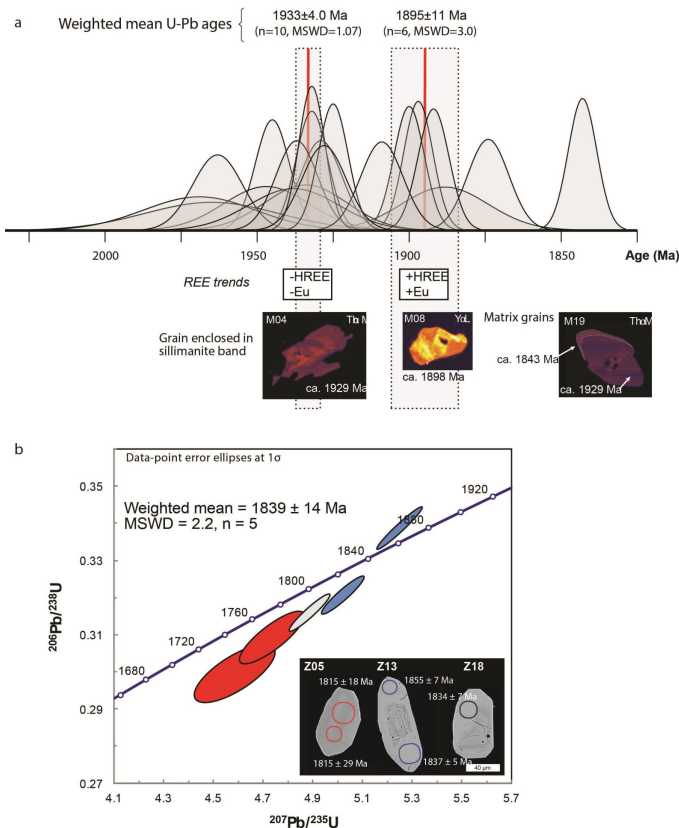 a
Weighted mean U-Pb ages
1933±4.0 Ma
(n=10, MSWD=1.07)
1895±11 Ma
(n=6, MSWD=3.0)
2000
1950
1900
1850
Age (Ma)
REE trends
-HREE
-Eu
+HREE
+Eu
Grain enclosed in
sillimanite band
M04
ca. 1929 Ma
M08
YαL
ca. 1898 Ma
Matrix grains
M19
ThαM
ca. 1843 Ma
ca. 1929 Ma
b
Data-point error ellipses at 1σ
Weighted mean = 1839 ± 14 Ma
MSWD = 2.2, n = 5
1680
1720
1760
1800
1840
1880
1920
0.35
0.33
0.31
0.29
0.27
206Pb/238U
Z05
1815 ± 18 Ma
1815 ± 29 Ma
Z13
1855 ± 7 Ma
1837 ± 5 Ma
Z18
1834 ± 7 Ma
40 µm
4.1
4.3
4.5
4.7
4.9
5.1
5.3
5.5
5.7
207Pb/235U